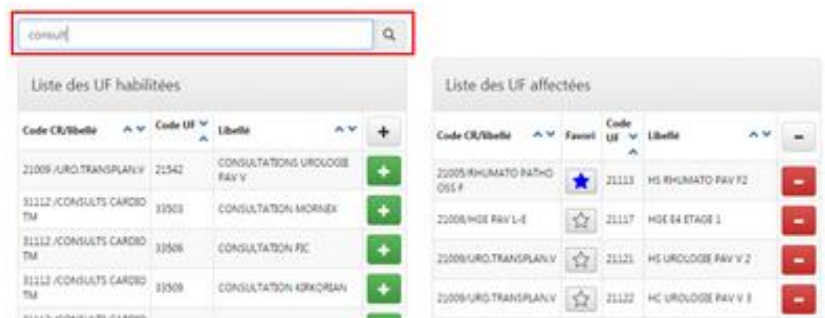 consult
Liste des UF habilitées
Code CR/libellé Code UF Libellé
21009 /URO.TRANSPLAN.V 21542 CONSULTATIONS UROLOGIE
PAV V
31112 /CONSULTS CARDIO
TM
33503 CONSULTATION MORNEX
31112 /CONSULTS CARDIO
TM
33506 CONSULTATION PIC
31112 /CONSULTS CARDIO
TM
33509 CONSULTATION KIRKORIAN
Liste des UF affectées
Code CR/libellé Favori Code
UF
Libellé
21005/RHUMATO PATHO
OSS F
21113 HS RHUMATO PAV F2
21008/HGE PAV L-E 21117 HGE E4 ETAGE 1
21009/URO.TRANSPLAN.V 21121 HS UROLOGIE PAV V 2
21009/URO.TRANSPLAN.V 21122 HC UROLOGIE PAV V 3